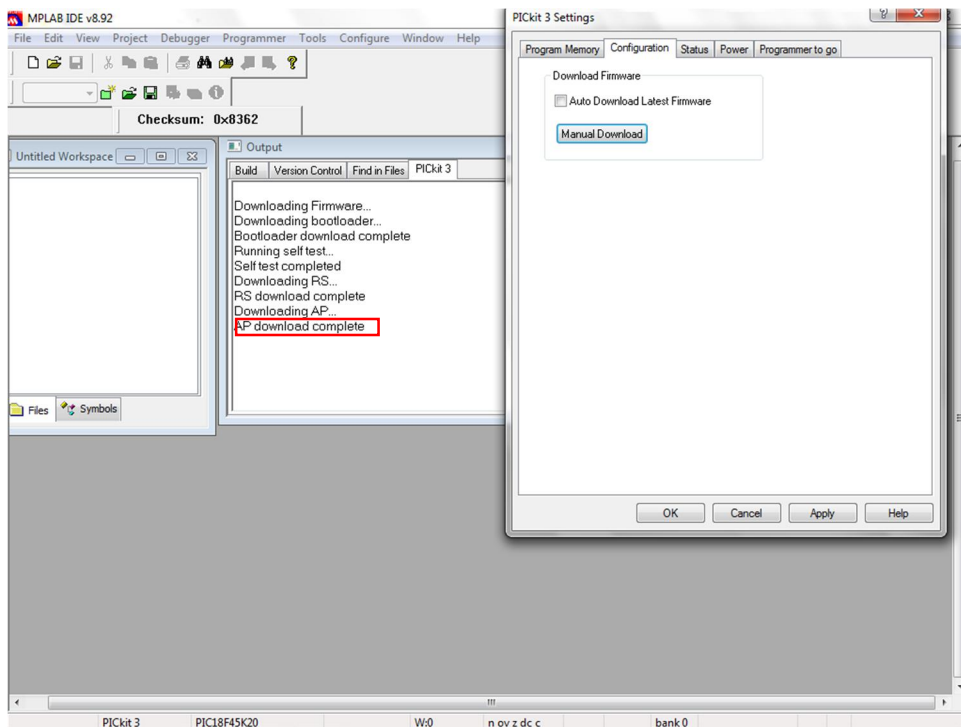 MPLAB IDE v8.92
File Edit View Project Debugger Programmer Tools Configure Window Help
Checksum: 0x8362
Untitled Workspace
Files Symbols
Output
Build Version Control Find in Files PICkit 3
Downloading Firmware...
Downloading bootloader...
Bootloader download complete
Running self test...
Self test completed
Downloading RS...
RS download complete
Downloading AP...
AP download complete
PICkit 3 Settings
Program Memory Configuration Status Power Programmer to go
Download Firmware
Auto Download Latest Firmware
Manual Download
OK Cancel Apply Help
PICkit 3 PIC18F45K20 W:0 n ov z dc c bank 0